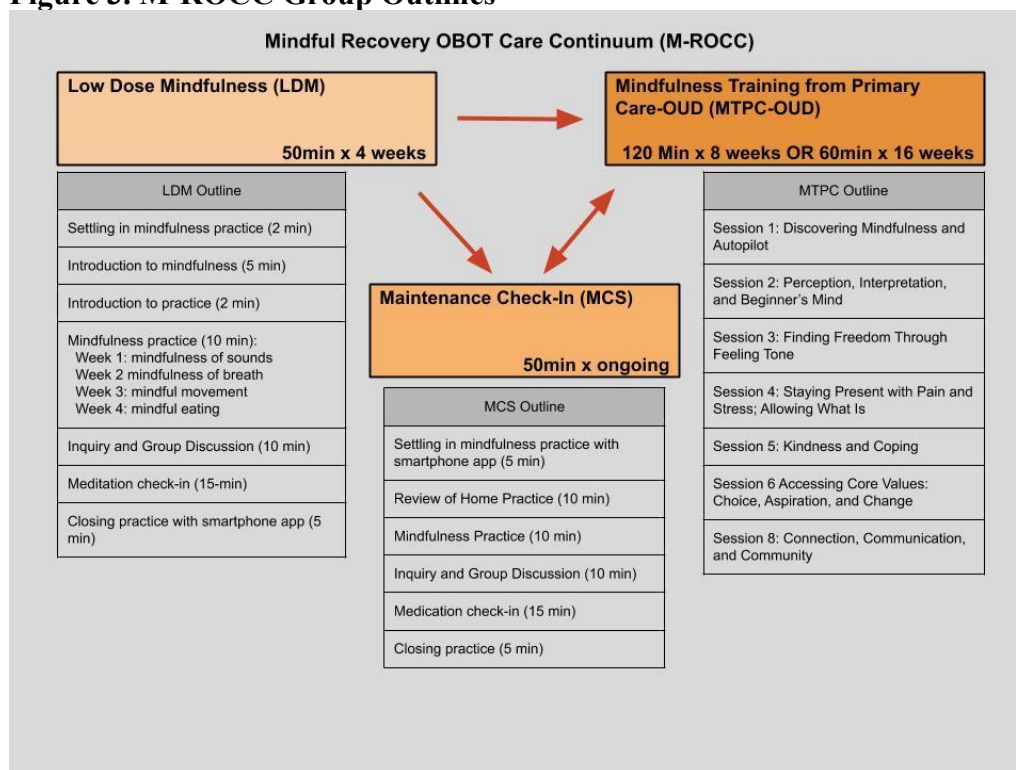 Figure 3. M-ROCC Group Outlines
Mindful Recovery OBOT Care Continuum (M-ROCC)
Low Dose Mindfulness (LDM)
50min x 4 weeks
LDM Outline
Settling in mindfulness practice (2 min)
Introduction to mindfulness (5 min)
Introduction to practice (2 min)
Mindfulness practice (10 min):
Week 1: mindfulness of sounds
Week 2 mindfulness of breath
Week 3: mindful movement
Week 4: mindful eating
Inquiry and Group Discussion (10 min)
Meditation check-in (15-min)
Closing practice with smartphone app (5
min)
Maintenance Check-In (MCS)
50min x ongoing
MCS Outline
Settling in mindfulness practice with
smartphone app (5 min)
Review of Home Practice (10 min)
Mindfulness Practice (10 min)
Inquiry and Group Discussion (10 min)
Medication check-in (15 min)
Closing practice (5 min)
Mindfulness Training from Primary
Care-OUD (MTPC-OUD)
120 Min x 8 weeks OR 60min x 16 weeks
MTPC Outline
Session 1: Discovering Mindfulness and
Autopilot
Session 2: Perception, Interpretation,
and Beginner's Mind
Session 3: Finding Freedom Through
Feeling Tone
Session 4: Staying Present with Pain and
Stress; Allowing What Is
Session 5: Kindness and Coping
Session 6 Accessing Core Values:
Choice, Aspiration, and Change
Session 8: Connection, Communication,
and Community